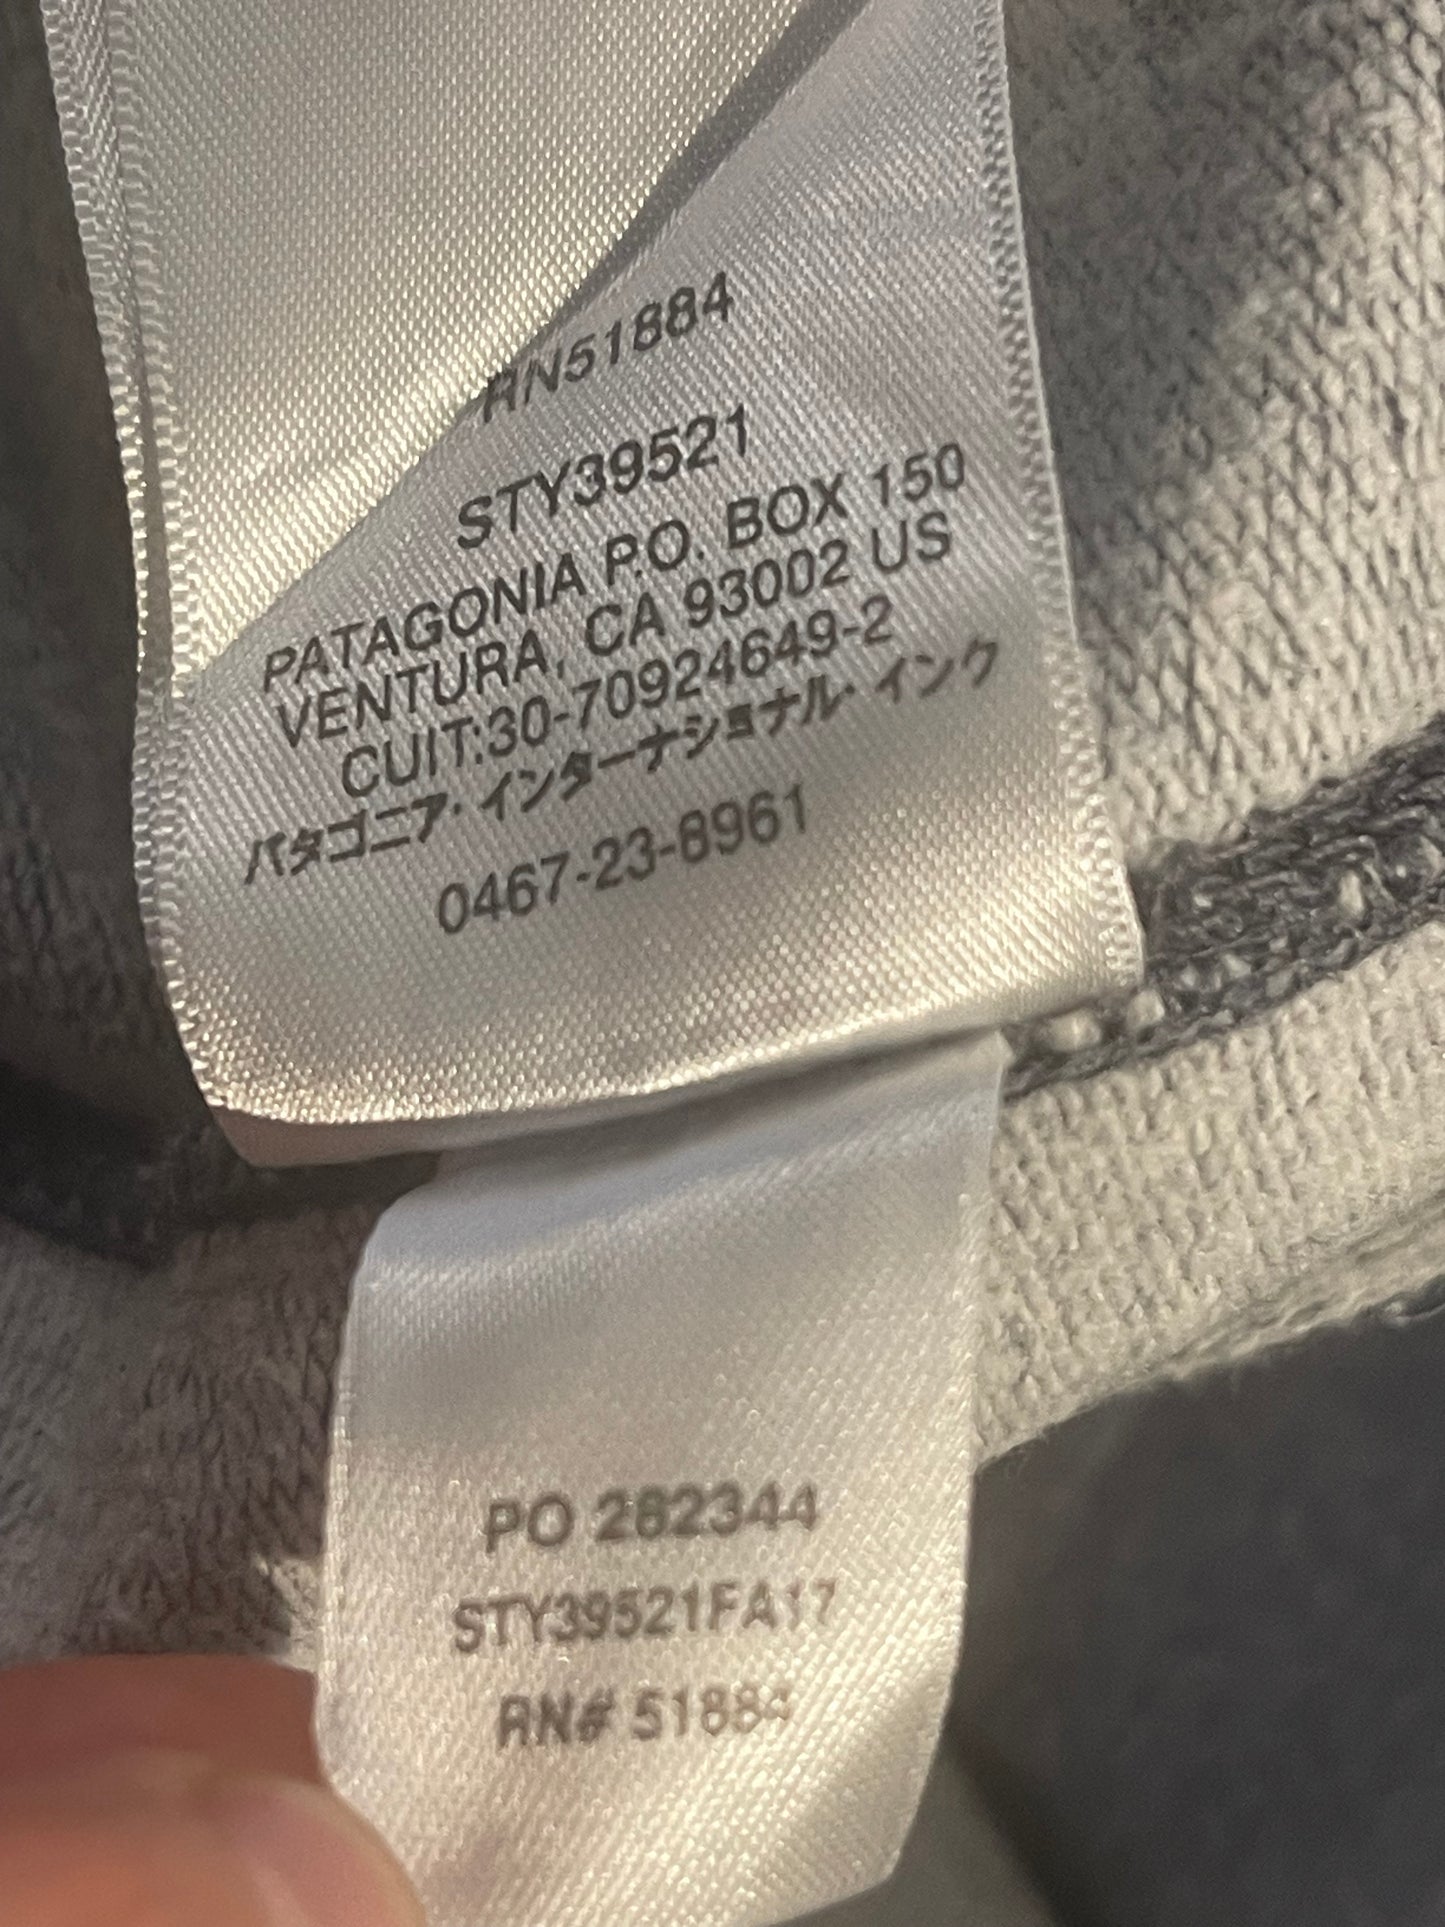 RN51884
STY39521
PATAGONIA P.O. BOX 150
VENTURA, CA 93002 US
CUIT:30-70924649-2
パタゴニア・インターナショナル・インク
0467-23-8961
PO 282344
STY39521FA17
RN# 51884